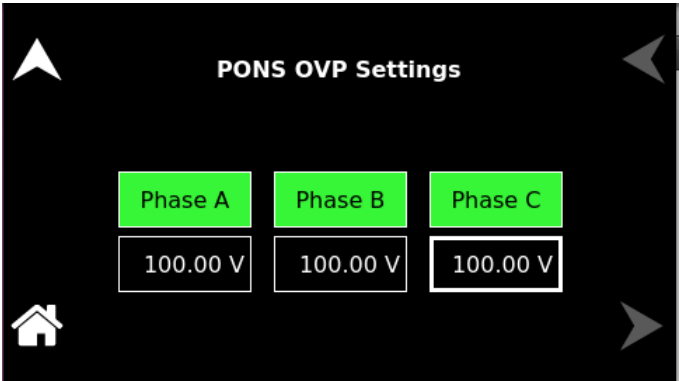 PONS OVP Settings
Phase A Phase B Phase C
100.00 V 100.00 V 100.00 V